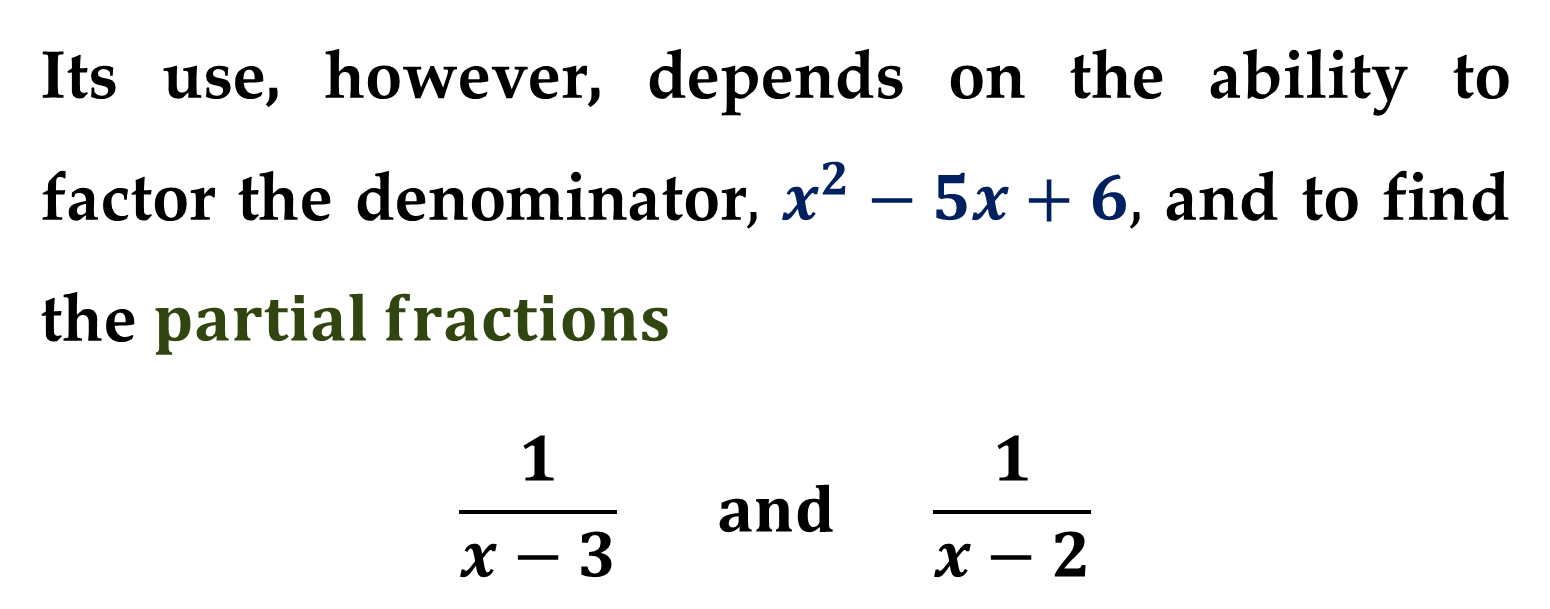 Its use, however, depends on the ability to
factor the denominator, x² − 5x + 6, and to find
the partial fractions
1/(x − 3) and 1/(x − 2)